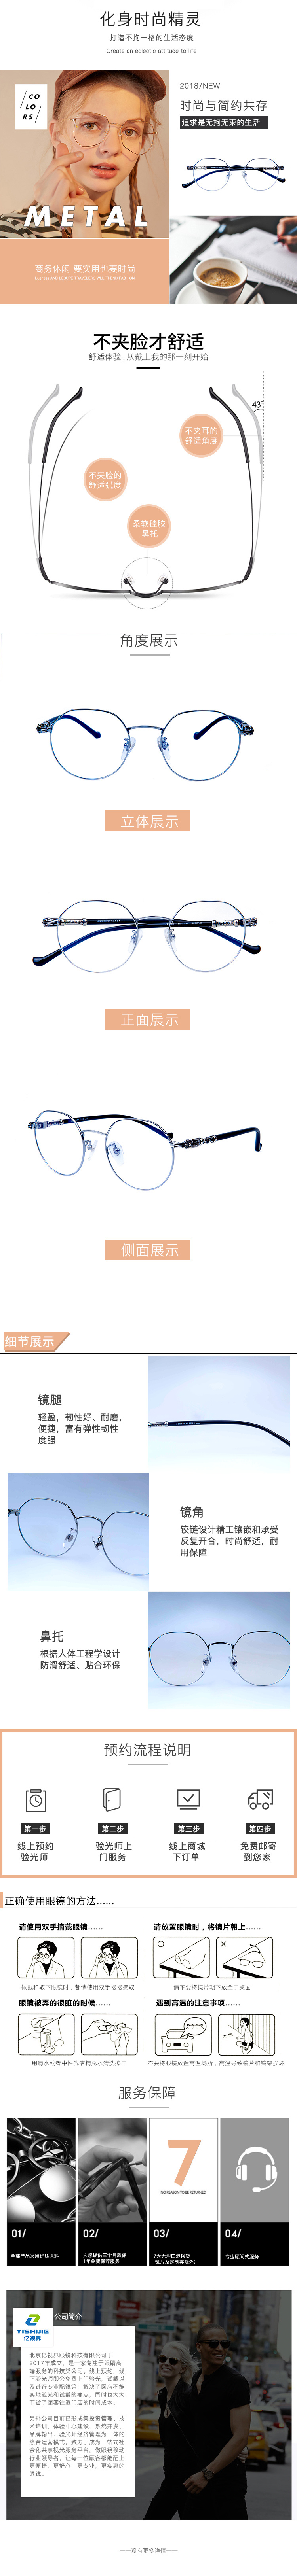 化身时尚精灵
打造不拘一格的生活态度
Create an eclectic attitude to life
COLORS
METAL
2018/NEW
时尚与简约共存
追求是无拘无束的生活
商务休闲 要实用也要时尚
不夹脸才舒适
舒适体验,从戴上我的那一刻开始
43°
不夹耳的
舒适角度
不夹脸的
舒适弧度
柔软硅胶
鼻托
角度展示
立体展示
正面展示
侧面展示
细节展示
镜腿
轻盈，韧性好、耐磨，
便捷，富有弹性韧性
度强
镜角
铰链设计精工镶嵌和承受
反复开合，时尚舒适，耐
用保障
鼻托
根据人体工程学设计
防滑舒适、贴合环保
预约流程说明
第一步
第二步
第三步
第四步
线上预约
验光师
验光师上
门服务
线上商城
下订单
免费邮寄
到您家
正确使用眼镜的方法......
请使用双手摘戴眼镜......
请放置眼镜时，将镜片朝上......
佩戴和取下眼镜时，都请使用双手慢慢摘取
请不要将镜片朝下放置于桌面
眼镜被弄的很脏的时候......
遇到高温的注意事项......
用清水或者中性洗洁精兑水清洗擦干
不要将眼镜放置高温场所，高温导致镜片和镜架损坏
服务保障
7
NO REASON TO BE RETURNED
01/
02/
03/
04/
全部产品采用优质原料
为您提供三个月质保
1年免费保养服务
7天无理由退换货
(镜片及定制类除外)
专业顾问式服务
YISHIJIE
亿视界
公司简介
北京亿视界眼镜科技有限公司于
2017年成立，是一家专注于眼睛高
端服务的科技类公司。线上预约，线
下验光师即会免费上门验光，试戴以
及进行专业配镜等，解决了网店不能
实地验光和试戴的痛点，同时也大大
节省了顾客往返门店的时间成本。
另外公司目前已形成集投资管理、技
术培训、体验中心建设、系统开发、
品牌输出、验光师经济管理为一体的
综合运营模式。致力于成为一站式社
会化共享视光服务平台，做眼镜移动
行业领导者，让每一位顾客都能配上
更便捷，更舒心，更专业，更实惠的
眼镜。
——没有更多详情——